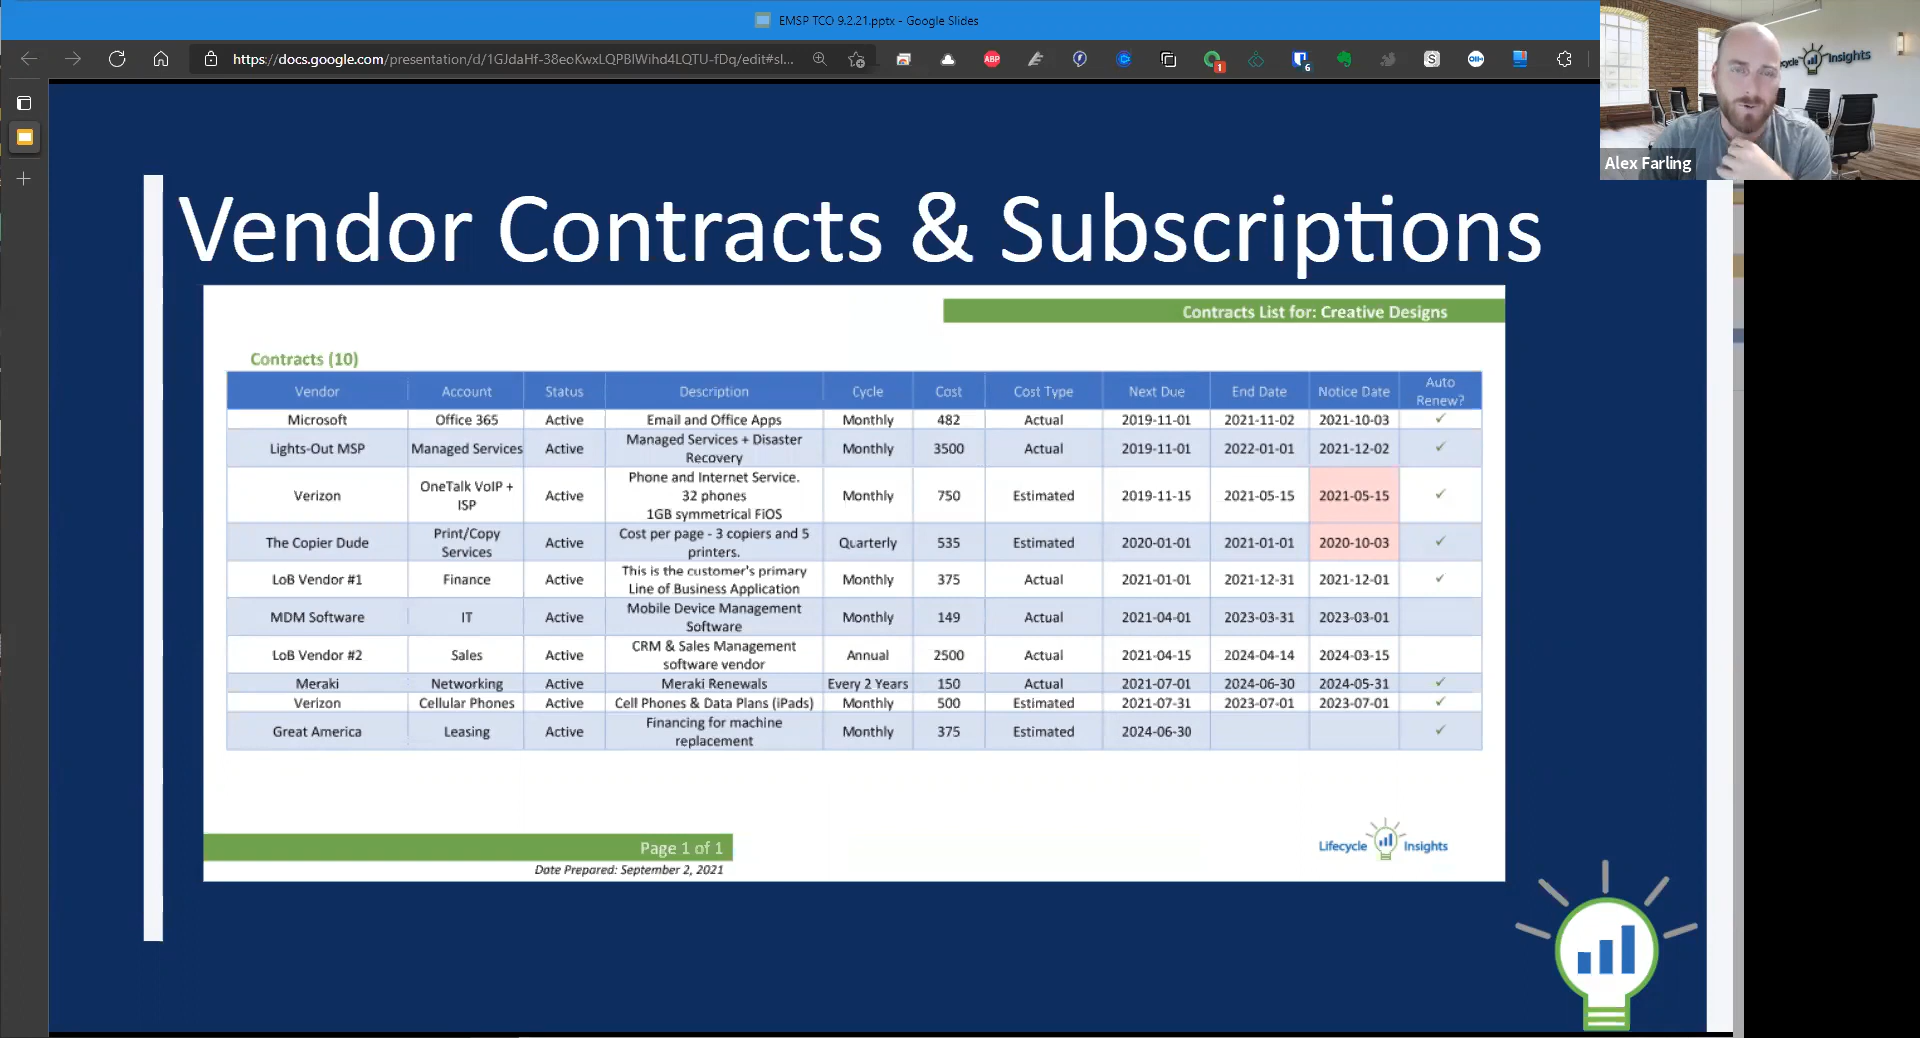 EMSP TCO 9.2.21.pptx - Google Slides
https://docs.google.com/presentation/d/1GJdaHf-38eoKwxLQPBlWihd4LQTU-fDq/edit#sl...
ABP
1
6
S
Insights
Alex Farling
Vendor Contracts & Subscriptions
Contracts List for: Creative Designs
Contracts (10)
Vendor Account Status Description Cycle Cost Cost Type Next Due End Date Notice Date Auto Renew?
Microsoft Office 365 Active Email and Office Apps Monthly 482 Actual 2019-11-01 2021-11-02 2021-10-03 ✓
Lights-Out MSP Managed Services Active Managed Services + Disaster Recovery Monthly 3500 Actual 2019-11-01 2022-01-01 2021-12-02 ✓
Verizon OneTalk VoIP + ISP Active Phone and Internet Service. 32 phones 1GB symmetrical FiOS Monthly 750 Estimated 2019-11-15 2021-05-15 2021-05-15 ✓
The Copier Dude Print/Copy Services Active Cost per page - 3 copiers and 5 printers. Quarterly 535 Estimated 2020-01-01 2021-01-01 2020-10-03 ✓
LoB Vendor #1 Finance Active This is the customer's primary Line of Business Application Monthly 375 Actual 2021-01-01 2021-12-31 2021-12-01 ✓
MDM Software IT Active Mobile Device Management Software Monthly 149 Actual 2021-04-01 2023-03-31 2023-03-01
LoB Vendor #2 Sales Active CRM & Sales Management software vendor Annual 2500 Actual 2021-04-15 2024-04-14 2024-03-15
Meraki Networking Active Meraki Renewals Every 2 Years 150 Actual 2021-07-01 2024-06-30 2024-05-31 ✓
Verizon Cellular Phones Active Cell Phones & Data Plans (iPads) Monthly 500 Estimated 2021-07-31 2023-07-01 2023-07-01 ✓
Great America Leasing Active Financing for machine replacement Monthly 375 Estimated 2024-06-30 ✓
Page 1 of 1
Date Prepared: September 2, 2021
Lifecycle Insights